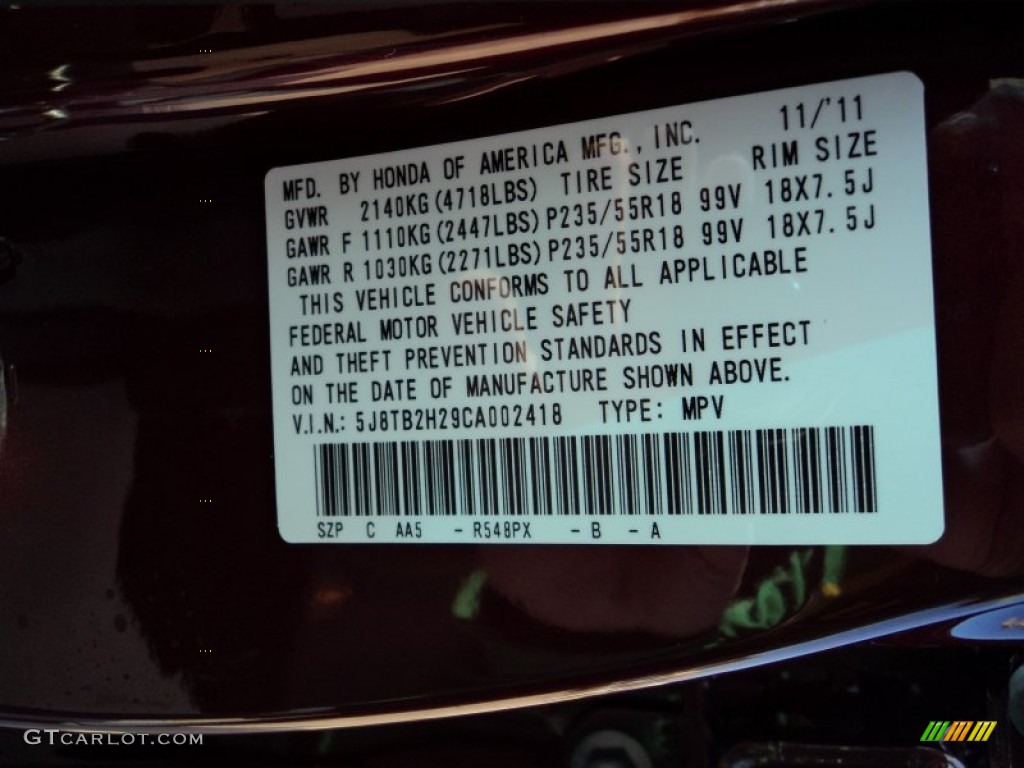 11/'11
MFD. BY HONDA OF AMERICA MFG., INC.
GVWR 2140KG(4718LBS) TIRE SIZE RIM SIZE
GAWR F 1110KG(2447LBS)P235/55R18 99V 18X7.5J
GAWR R 1030KG(2271LBS)P235/55R18 99V 18X7.5J
THIS VEHICLE CONFORMS TO ALL APPLICABLE
FEDERAL MOTOR VEHICLE SAFETY
AND THEFT PREVENTION STANDARDS IN EFFECT
ON THE DATE OF MANUFACTURE SHOWN ABOVE.
V.I.N.: 5J8TB2H29CA002418 TYPE: MPV
SZP C AA5 - R548PX - B - A
GTCARLOT.COM